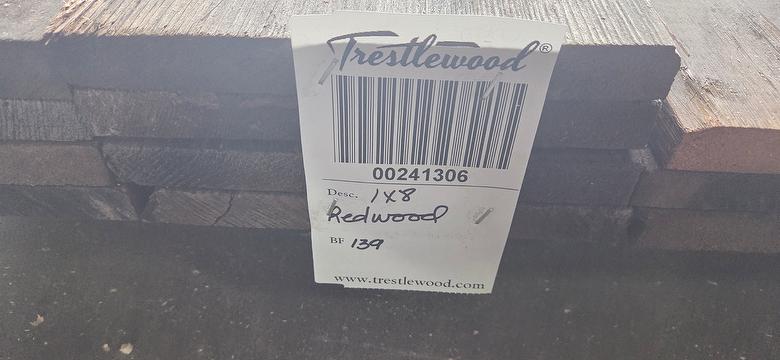 Trestlewood®
00241306
Desc. 1x8
Redwood
BF 139
www.trestlewood.com